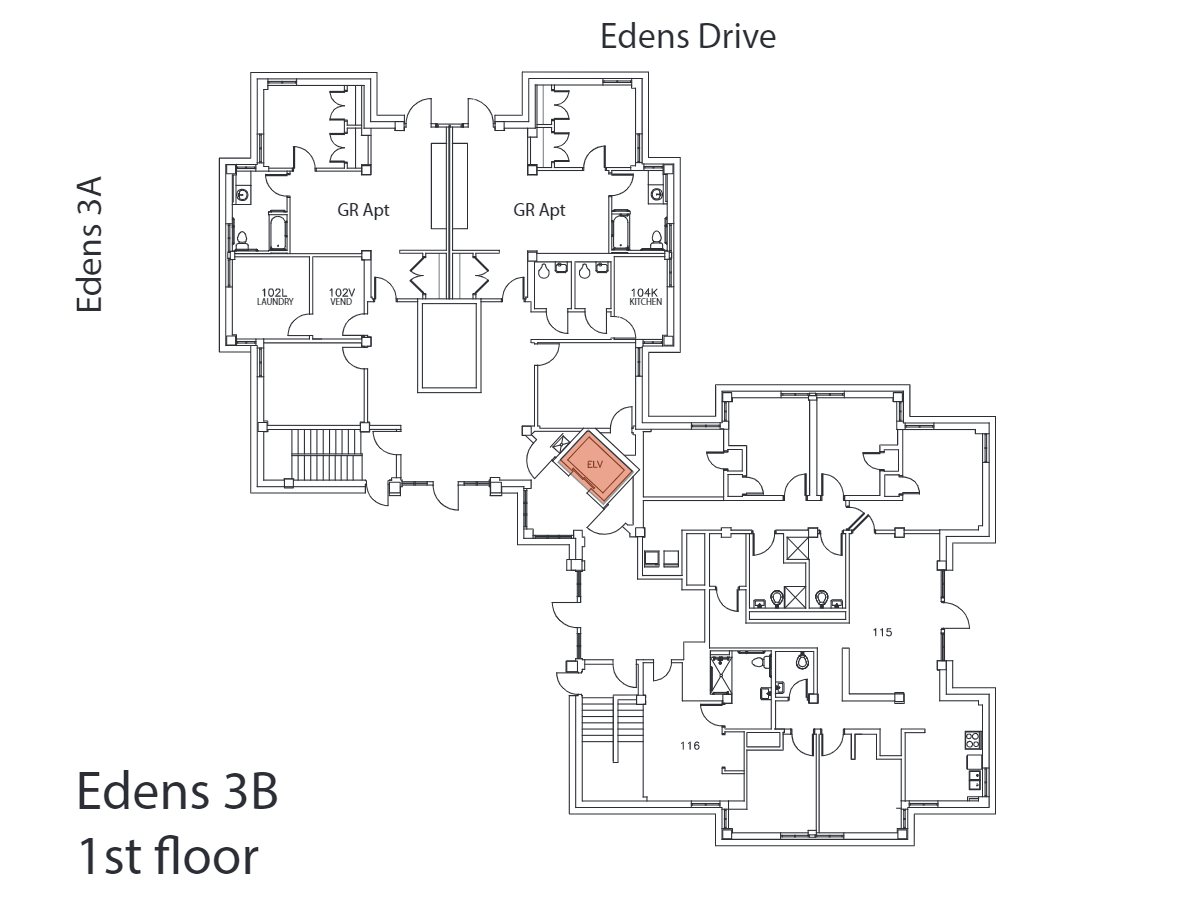 Edens Drive
Edens 3A
GR Apt
GR Apt
102L
LAUNDRY
102V
VEND
104K
KITCHEN
ELV
115
116
Edens 3B
1st floor